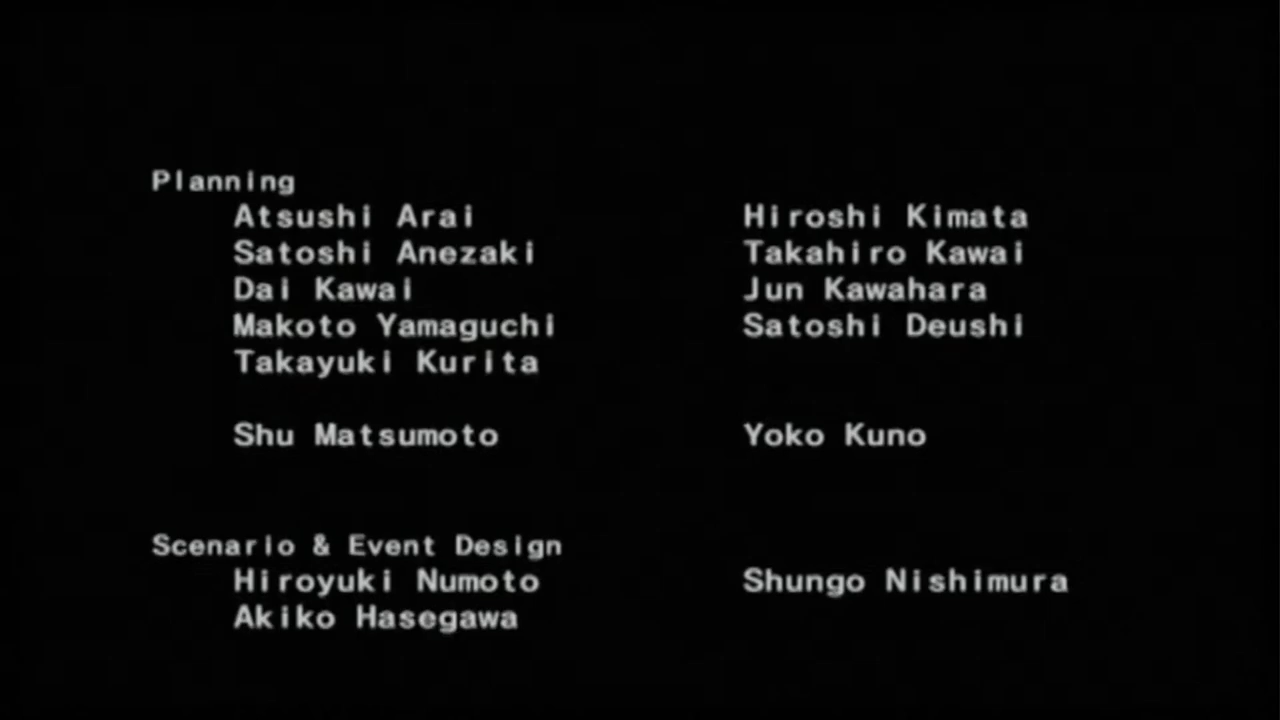 Planning
Atsushi Arai Hiroshi Kimata
Satoshi Anezaki Takahiro Kawai
Dai Kawai Jun Kawahara
Makoto Yamaguchi Satoshi Deushi
Takayuki Kurita
Shu Matsumoto Yoko Kuno
Scenario & Event Design
Hiroyuki Numoto Shungo Nishimura
Akiko Hasegawa